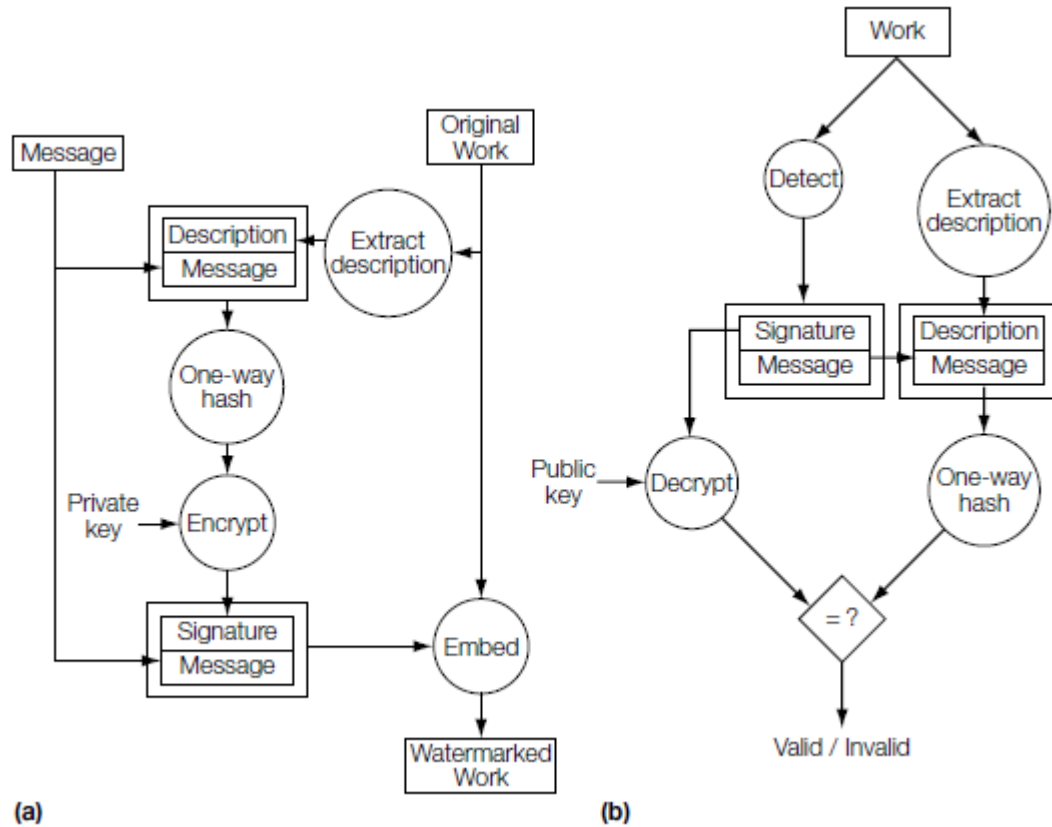 Message
Original
Work
Description
Message
Extract
description
One-way
hash
Private
key
Encrypt
Signature
Message
Embed
Watermarked
Work
(a)
Work
Detect
Extract
description
Signature
Message
Description
Message
Public
key
Decrypt
One-way
hash
= ?
Valid / Invalid
(b)